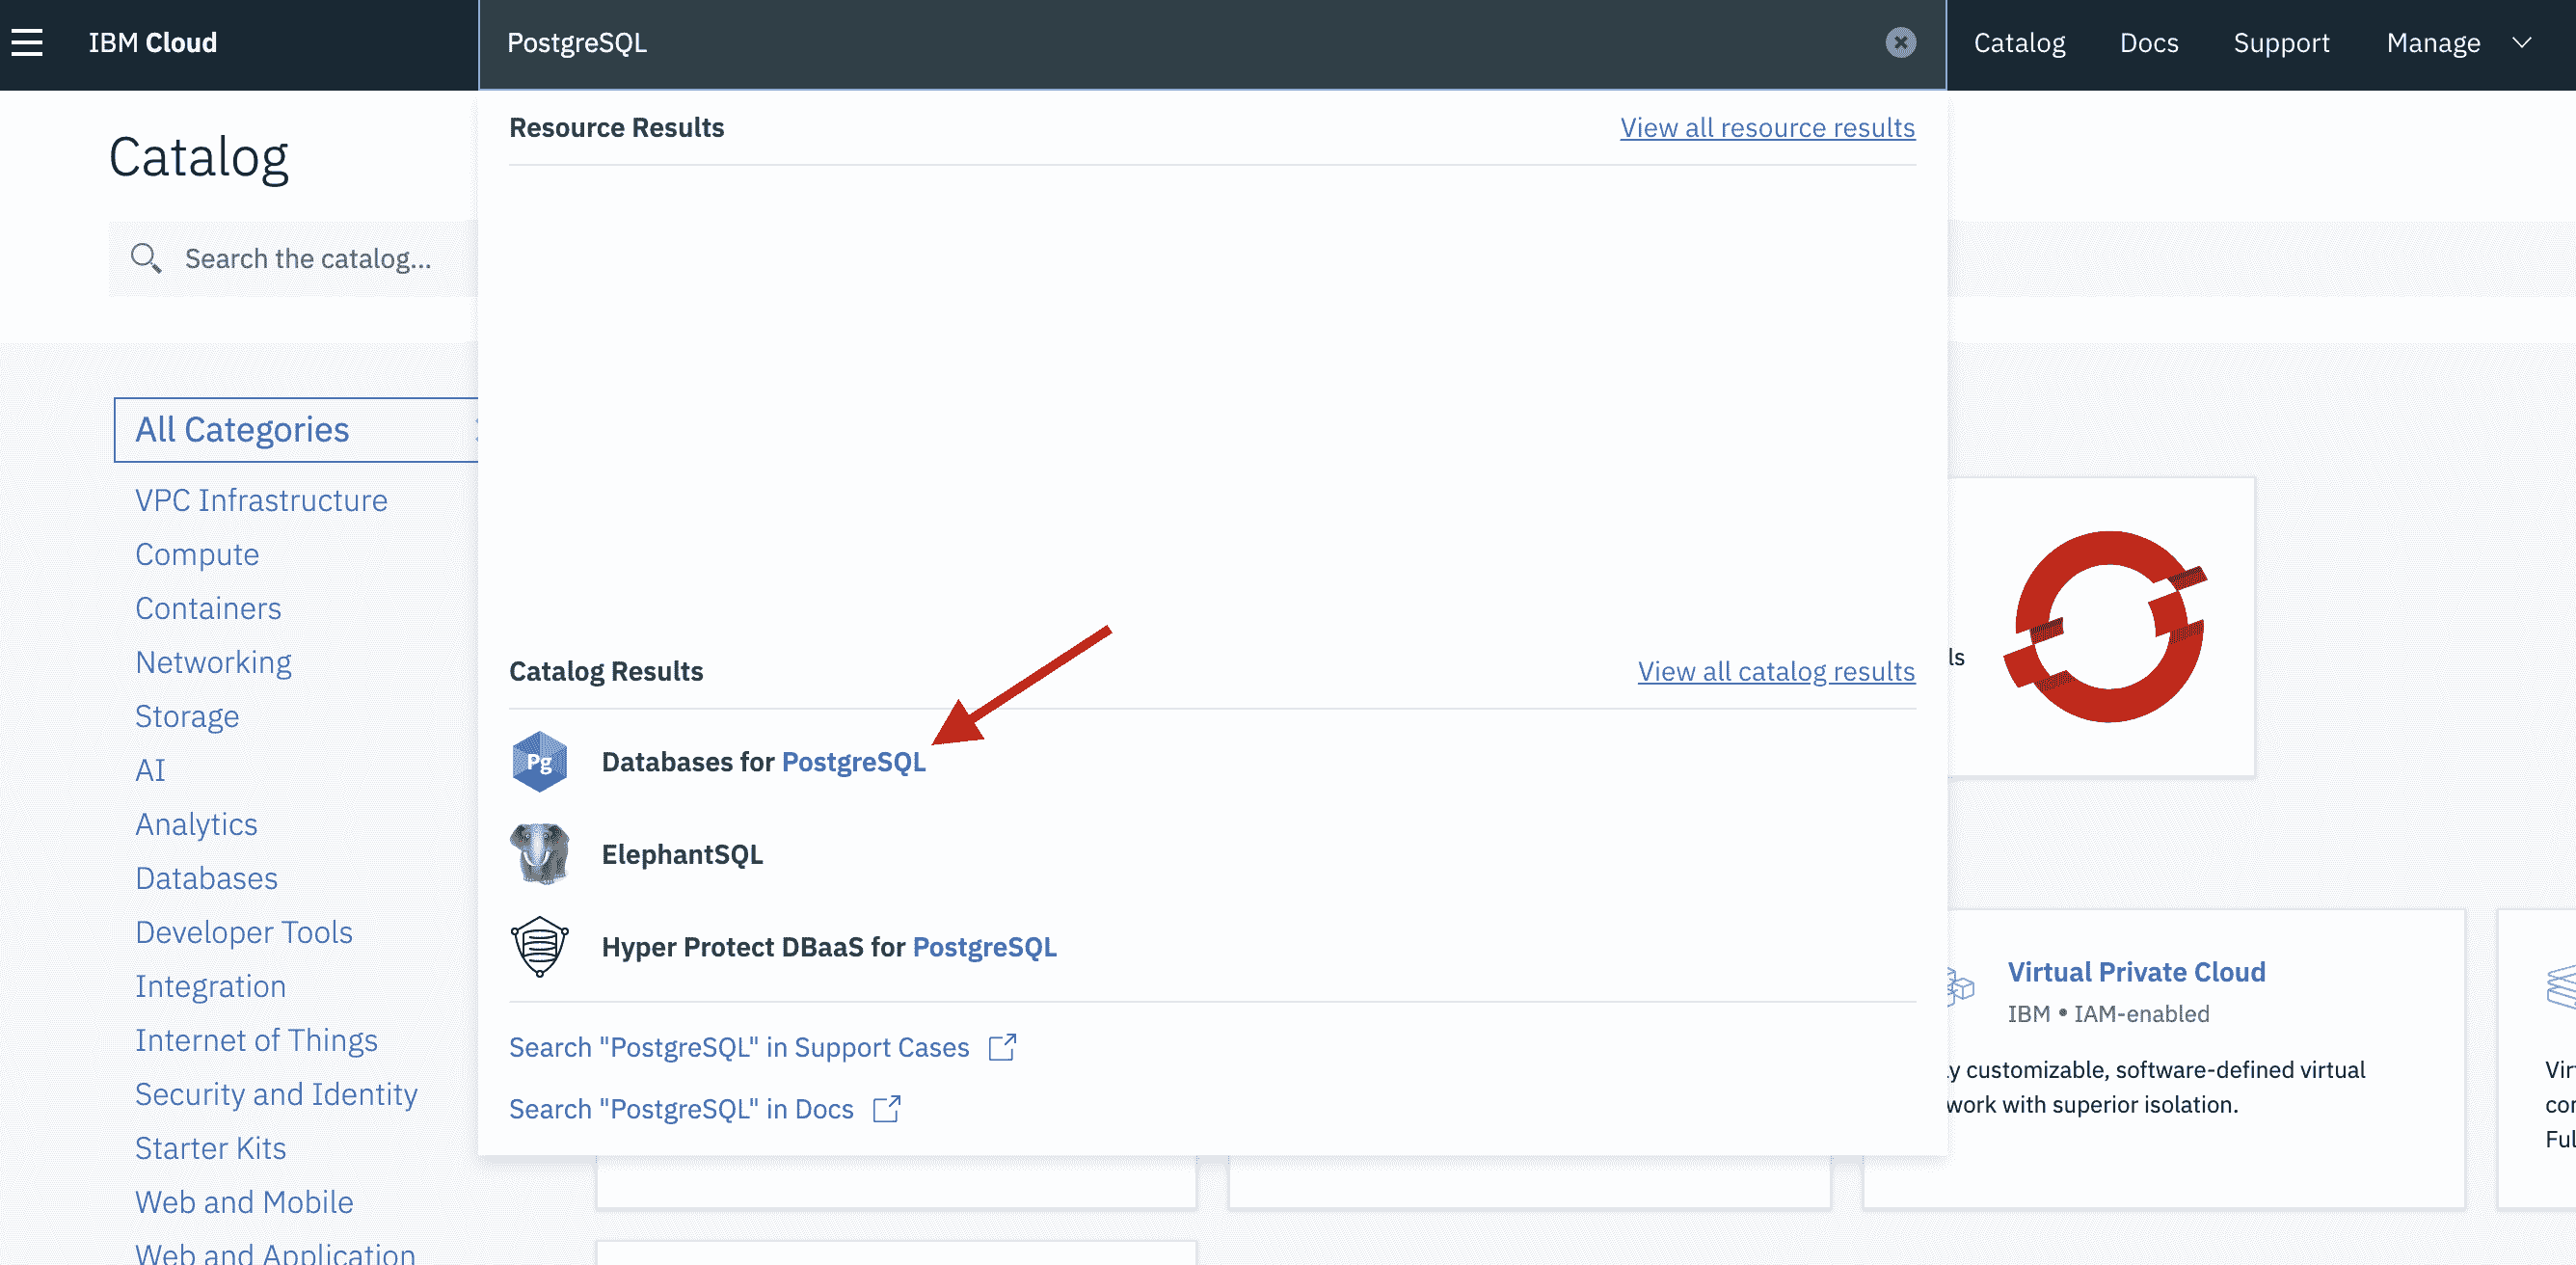 IBM Cloud
PostgreSQL
Catalog
Docs
Support
Manage
Catalog
Search the catalog...
All Categories
VPC Infrastructure
Compute
Containers
Networking
Storage
AI
Analytics
Databases
Developer Tools
Integration
Internet of Things
Security and Identity
Starter Kits
Web and Mobile
Web and Application
Resource Results
View all resource results
Catalog Results
View all catalog results
Pg
Databases for PostgreSQL
ElephantSQL
Hyper Protect DBaaS for PostgreSQL
Search "PostgreSQL" in Support Cases
Search "PostgreSQL" in Docs
ls
Virtual Private Cloud
IBM • IAM-enabled
y customizable, software-defined virtual
work with superior isolation.